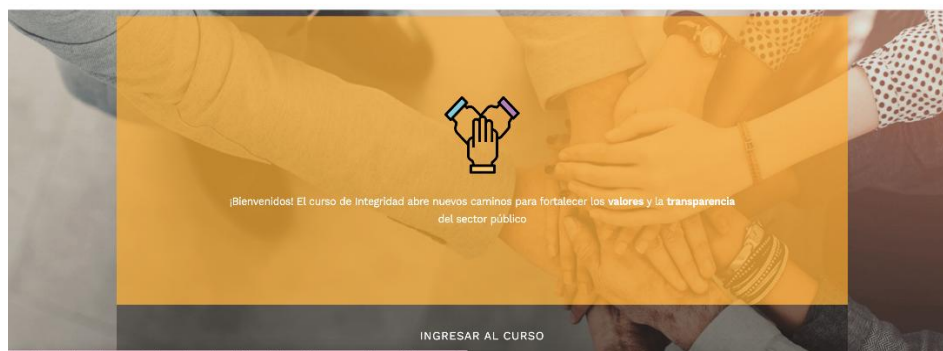 ¡Bienvenidos! El curso de Integridad abre nuevos caminos para fortalecer los valores y la transparencia
del sector público
INGRESAR AL CURSO